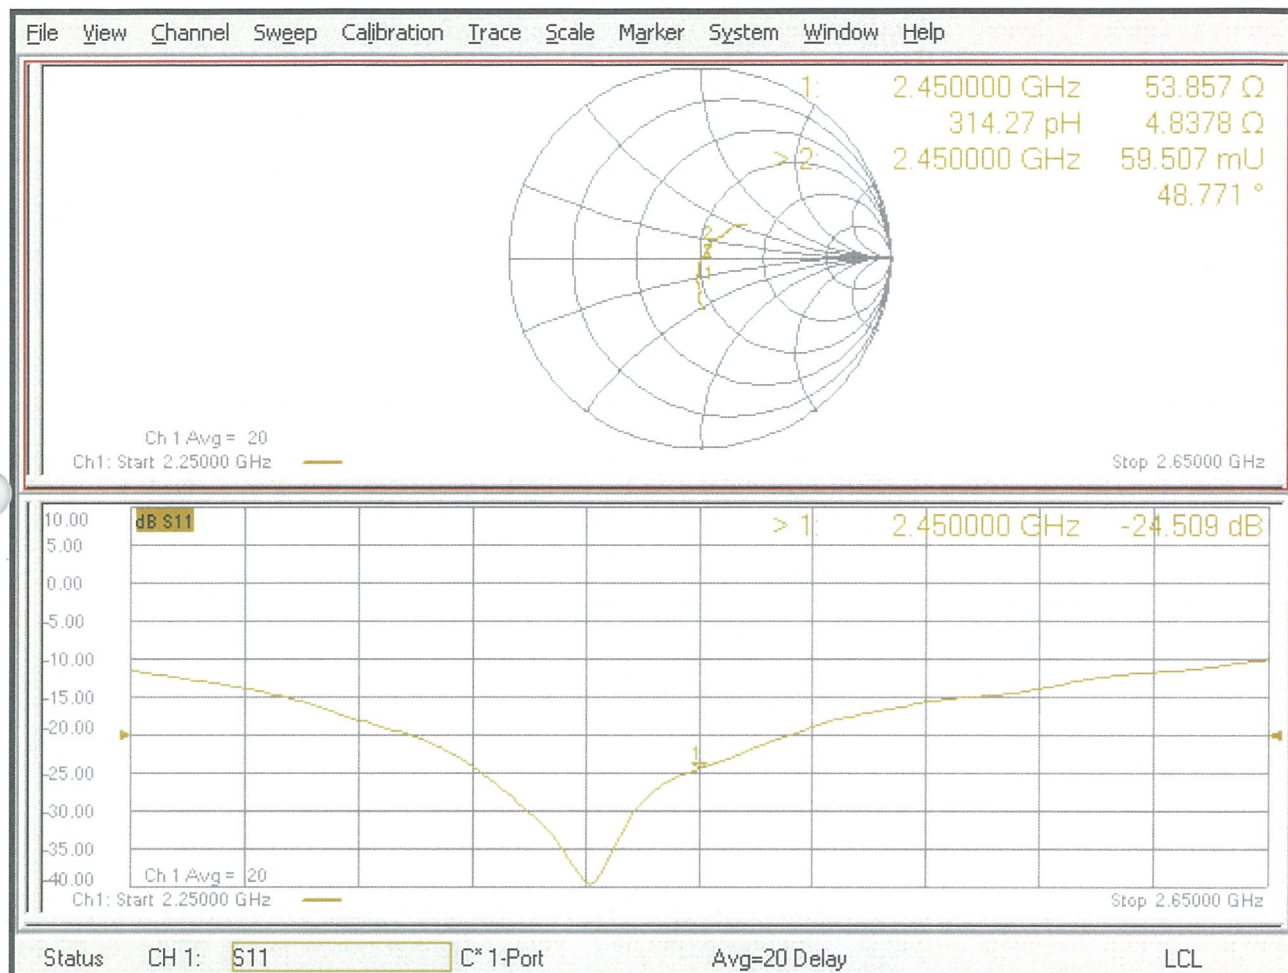 File View Channel Sweep Calibration Trace Scale Marker System Window Help
1: 2.450000 GHz 53.857 Ω
314.27 pH 4.8378 Ω
> 2: 2.450000 GHz 59.507 mU
48.771 °
2
1
Ch 1 Avg = 20
Ch1: Start 2.25000 GHz
Stop 2.65000 GHz
10.00
dB S11
> 1: 2.450000 GHz -24.509 dB
5.00
0.00
-5.00
-10.00
-15.00
-20.00
1
-25.00
-30.00
-35.00
-40.00
Ch 1 Avg = 20
Ch1: Start 2.25000 GHz
Stop 2.65000 GHz
Status CH 1: S11 C* 1-Port Avg=20 Delay LCL